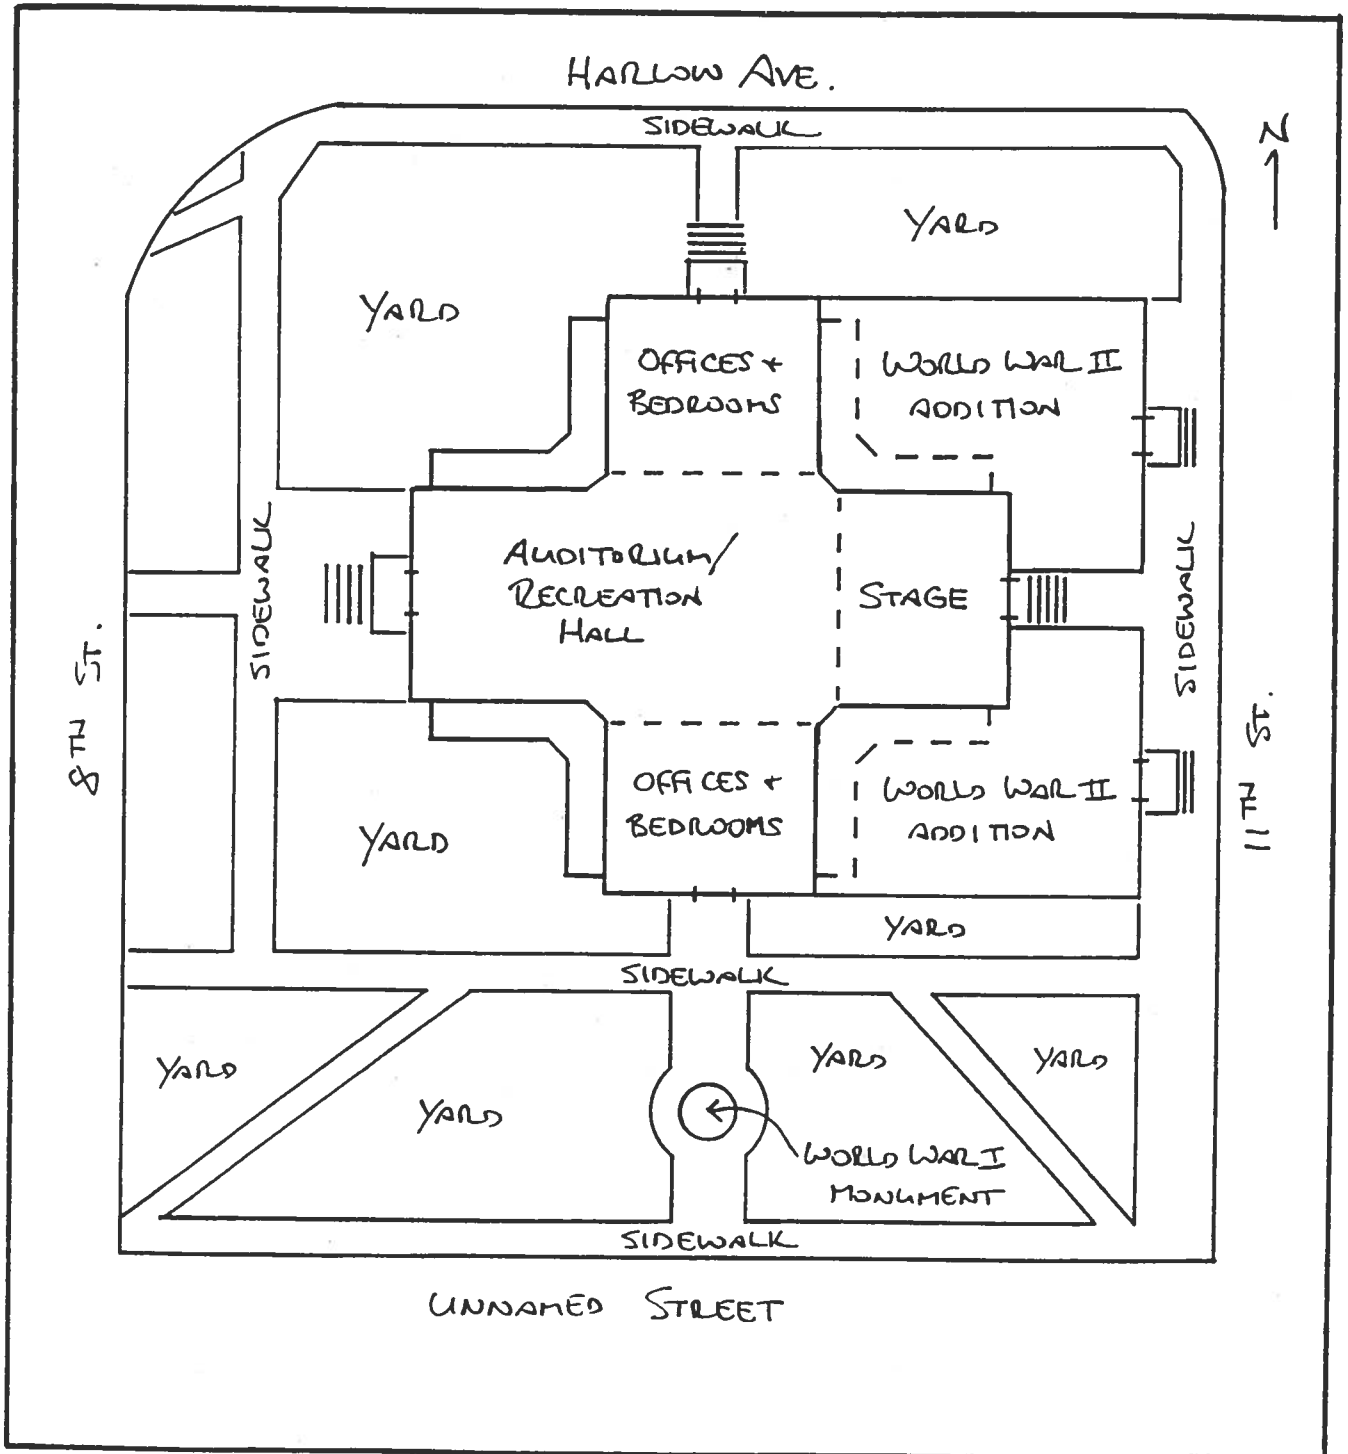 HARLOW AVE.
SIDEWALK
N
YARD
YARD
OFFICES +
BEDROOMS
WORLD WAR II
ADDITION
AUDITORIUM/
RECREATION
HALL
STAGE
SIDEWALK
SIDEWALK
8TH ST.
11TH ST.
OFFICES +
BEDROOMS
WORLD WAR II
ADDITION
YARD
YARD
SIDEWALK
YARD
YARD
YARD
YARD
WORLD WAR I
MONUMENT
SIDEWALK
UNNAMED STREET